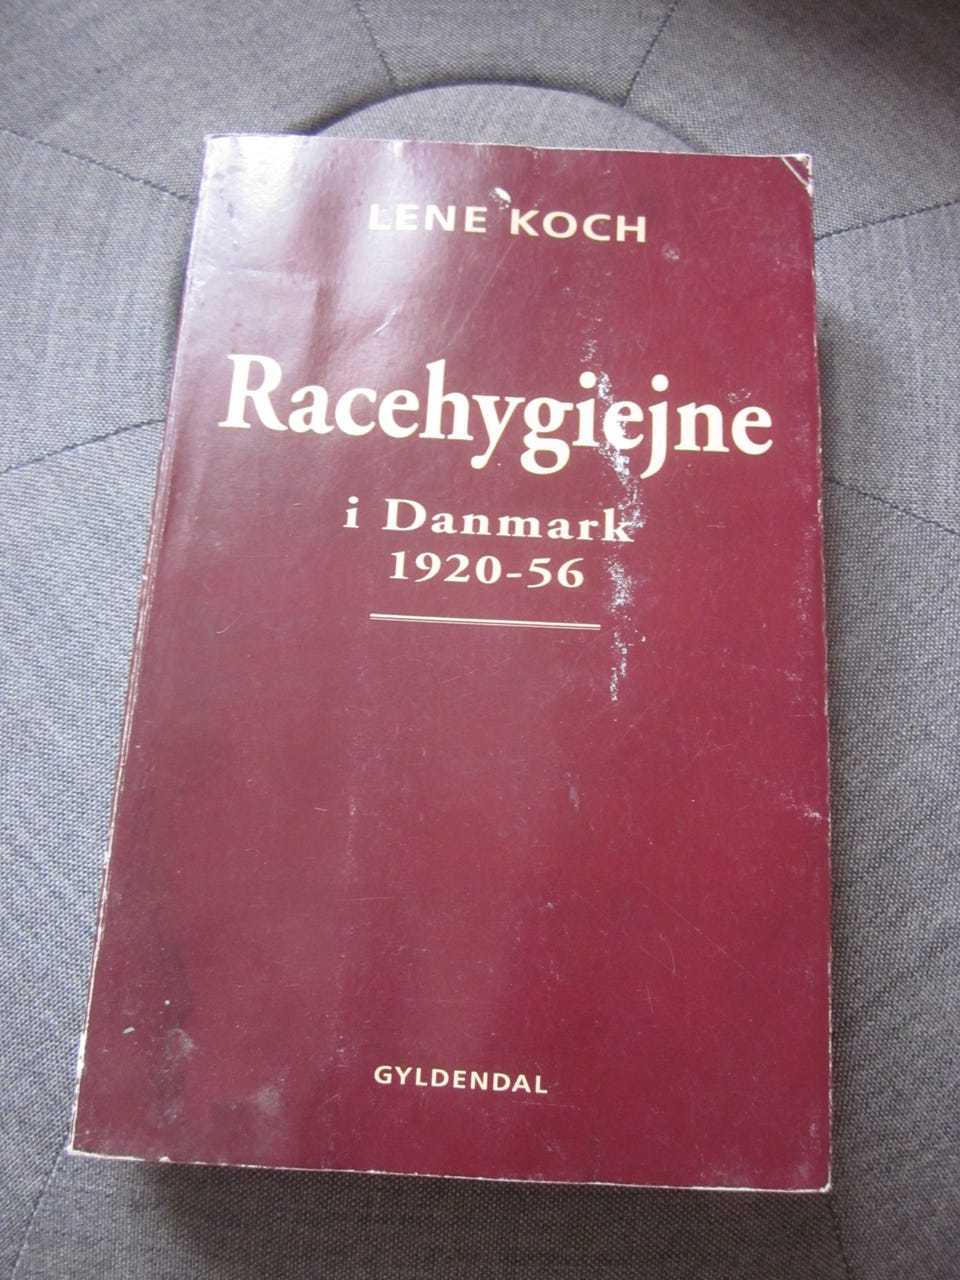 LENE KOCH
Racehygiejne
i Danmark
1920-56
GYLDENDAL